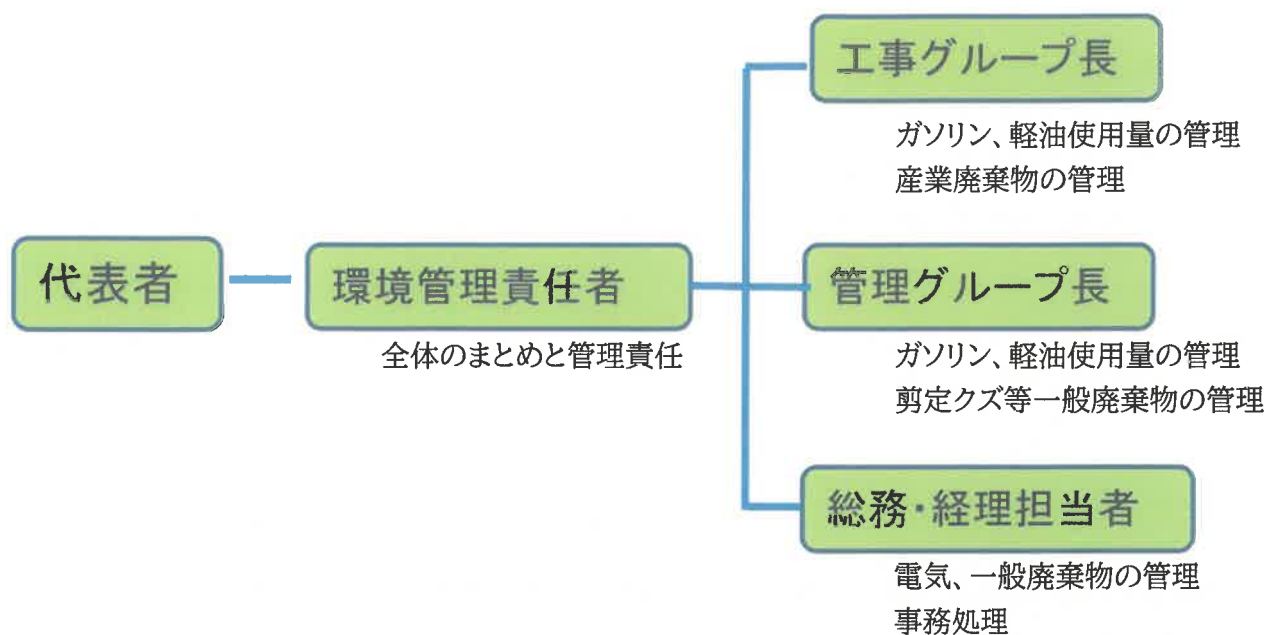 工事グループ長
ガソリン、軽油使用量の管理
産業廃棄物の管理
代表者
環境管理責任者
全体のまとめと管理責任
管理グループ長
ガソリン、軽油使用量の管理
剪定クズ等一般廃棄物の管理
総務・経理担当者
電気、一般廃棄物の管理
事務処理